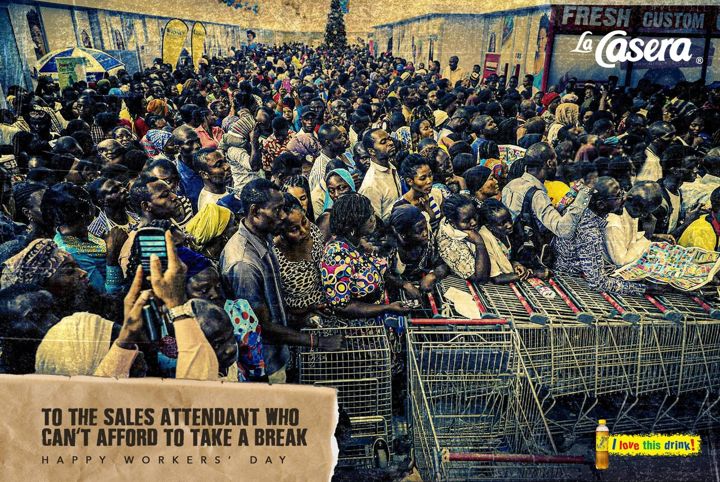 FRESH CUSTOM
La Casera®
TO THE SALES ATTENDANT WHO
CAN'T AFFORD TO TAKE A BREAK
HAPPY WORKERS' DAY
I love this drink!